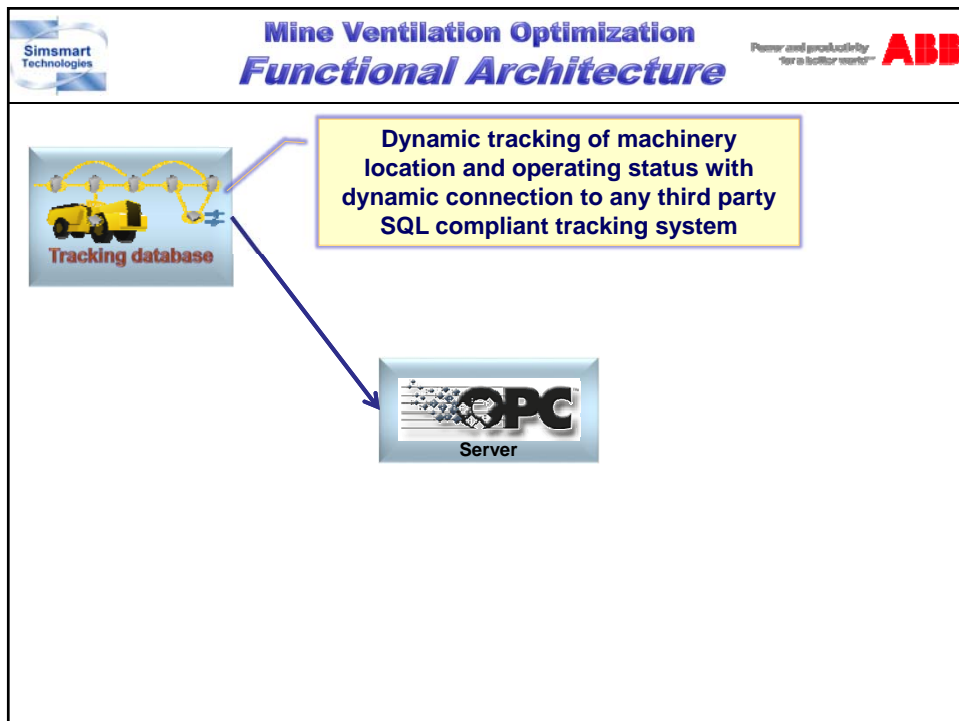 Simsmart
Technologies
Mine Ventilation Optimization
Functional Architecture
Power and productivity
for a better world™
ABB
Dynamic tracking of machinery
location and operating status with
dynamic connection to any third party
SQL compliant tracking system
Tracking database
OPC
Server